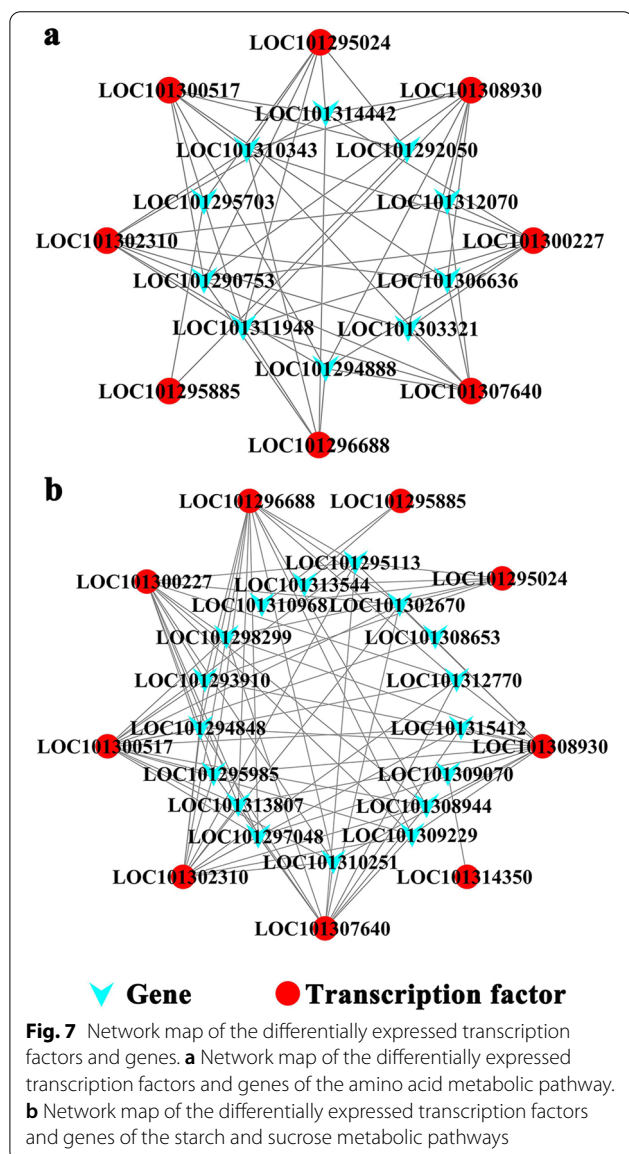 a
LOC101295024
LOC101300517
LOC101308930
LOC101314442
LOC101310343
LOC101292050
LOC101295703
LOC101312070
LOC101302310
LOC101300227
LOC101290753
LOC101306636
LOC101311948
LOC101303321
LOC101294888
LOC101295885
LOC101307640
LOC101296688
b
LOC101296688
LOC101295885
LOC101295113
LOC101300227
LOC101313544
LOC101295024
LOC101310968
LOC101302670
LOC101298299
LOC101308653
LOC101293910
LOC101312770
LOC101294848
LOC101315412
LOC101300517
LOC101308930
LOC101295985
LOC101309070
LOC101313807
LOC101308944
LOC101297048
LOC101309229
LOC101310251
LOC101302310
LOC101314350
LOC101307640
Gene
Transcription factor
Fig. 7 Network map of the differentially expressed transcription
factors and genes. a Network map of the differentially expressed
transcription factors and genes of the amino acid metabolic pathway.
b Network map of the differentially expressed transcription factors
and genes of the starch and sucrose metabolic pathways